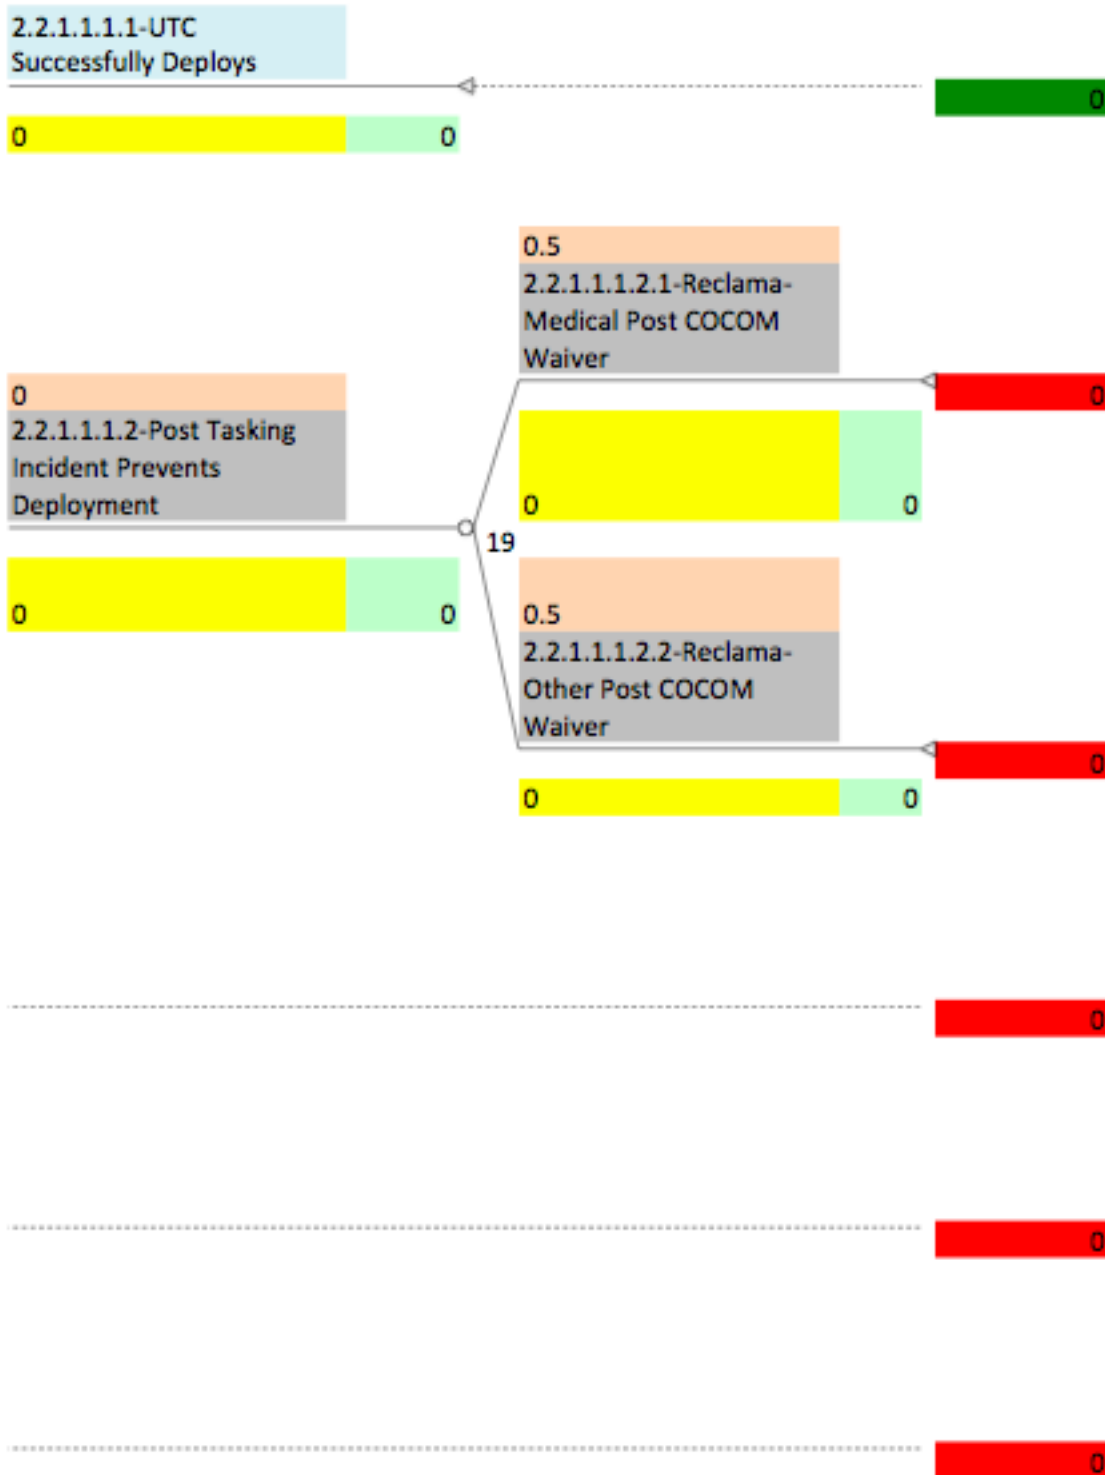 2.2.1.1.1.1-UTC
Successfully Deploys
0
0 0
0.5
2.2.1.1.1.2.1-Reclama-
Medical Post COCOM
Waiver
0
0
2.2.1.1.1.2-Post Tasking
Incident Prevents
Deployment
0 0
19
0 0
0.5
2.2.1.1.1.2.2-Reclama-
Other Post COCOM
Waiver
0
0 0
0
0
0